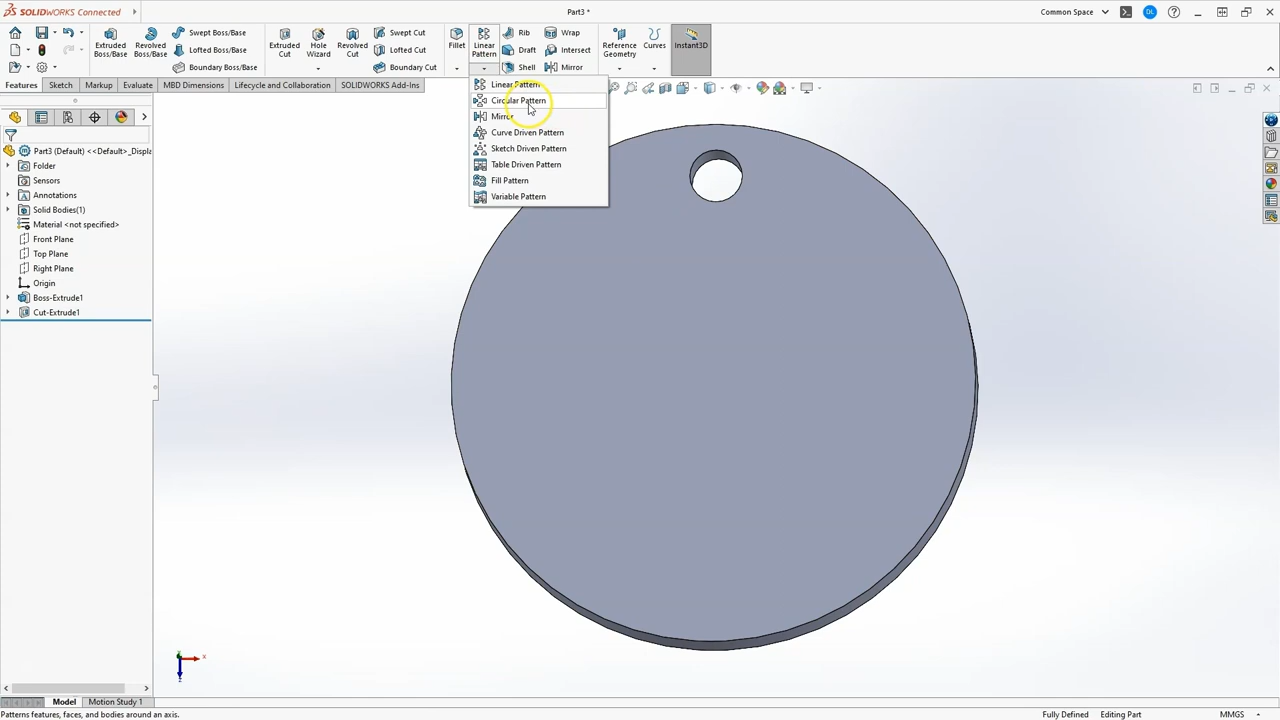 SOLIDWORKS Connected
Part3 *
Common Space
DL
Extruded Boss/Base
Revolved Boss/Base
Swept Boss/Base
Lofted Boss/Base
Boundary Boss/Base
Extruded Cut
Hole Wizard
Revolved Cut
Swept Cut
Lofted Cut
Boundary Cut
Fillet
Linear Pattern
Rib
Draft
Shell
Wrap
Intersect
Mirror
Reference Geometry
Curves
Instant3D
Features
Sketch
Markup
Evaluate
MBD Dimensions
Lifecycle and Collaboration
SOLIDWORKS Add-Ins
Linear Pattern
Circular Pattern
Mirror
Curve Driven Pattern
Sketch Driven Pattern
Table Driven Pattern
Fill Pattern
Variable Pattern
Part3 (Default) <<Default>_Displa
Folder
Sensors
Annotations
Solid Bodies(1)
Material <not specified>
Front Plane
Top Plane
Right Plane
Origin
Boss-Extrude1
Cut-Extrude1
x
z
Model
Motion Study 1
Patterns features, faces, and bodies around an axis.
Fully Defined
Editing Part
MMGS